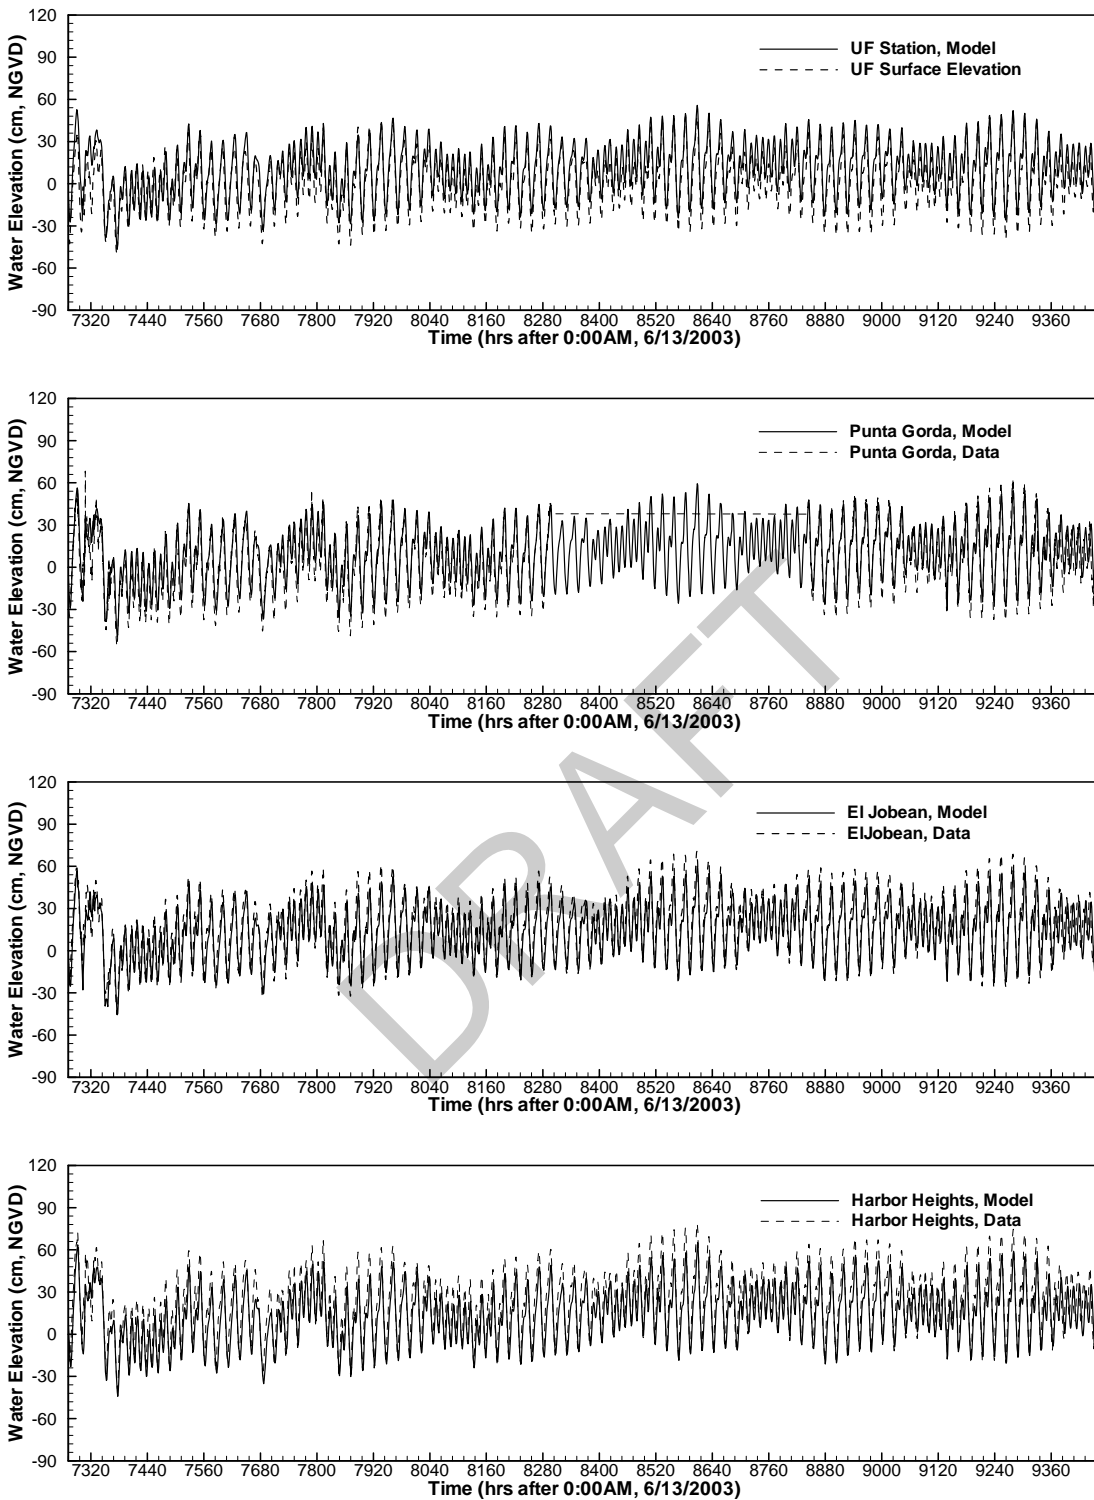 120
90
60
30
0
-30
-60
-90
Water Elevation (cm, NGVD)
UF Station, Model
UF Surface Elevation
7320 7440 7560 7680 7800 7920 8040 8160 8280 8400 8520 8640 8760 8880 9000 9120 9240 9360
Time (hrs after 0:00AM, 6/13/2003)
120
90
60
30
0
-30
-60
-90
Water Elevation (cm, NGVD)
Punta Gorda, Model
Punta Gorda, Data
7320 7440 7560 7680 7800 7920 8040 8160 8280 8400 8520 8640 8760 8880 9000 9120 9240 9360
Time (hrs after 0:00AM, 6/13/2003)
120
90
60
30
0
-30
-60
-90
Water Elevation (cm, NGVD)
El Jobean, Model
ElJobean, Data
7320 7440 7560 7680 7800 7920 8040 8160 8280 8400 8520 8640 8760 8880 9000 9120 9240 9360
Time (hrs after 0:00AM, 6/13/2003)
120
90
60
30
0
-30
-60
-90
Water Elevation (cm, NGVD)
Harbor Heights, Model
Harbor Heights, Data
7320 7440 7560 7680 7800 7920 8040 8160 8280 8400 8520 8640 8760 8880 9000 9120 9240 9360
Time (hrs after 0:00AM, 6/13/2003)
DRAFT